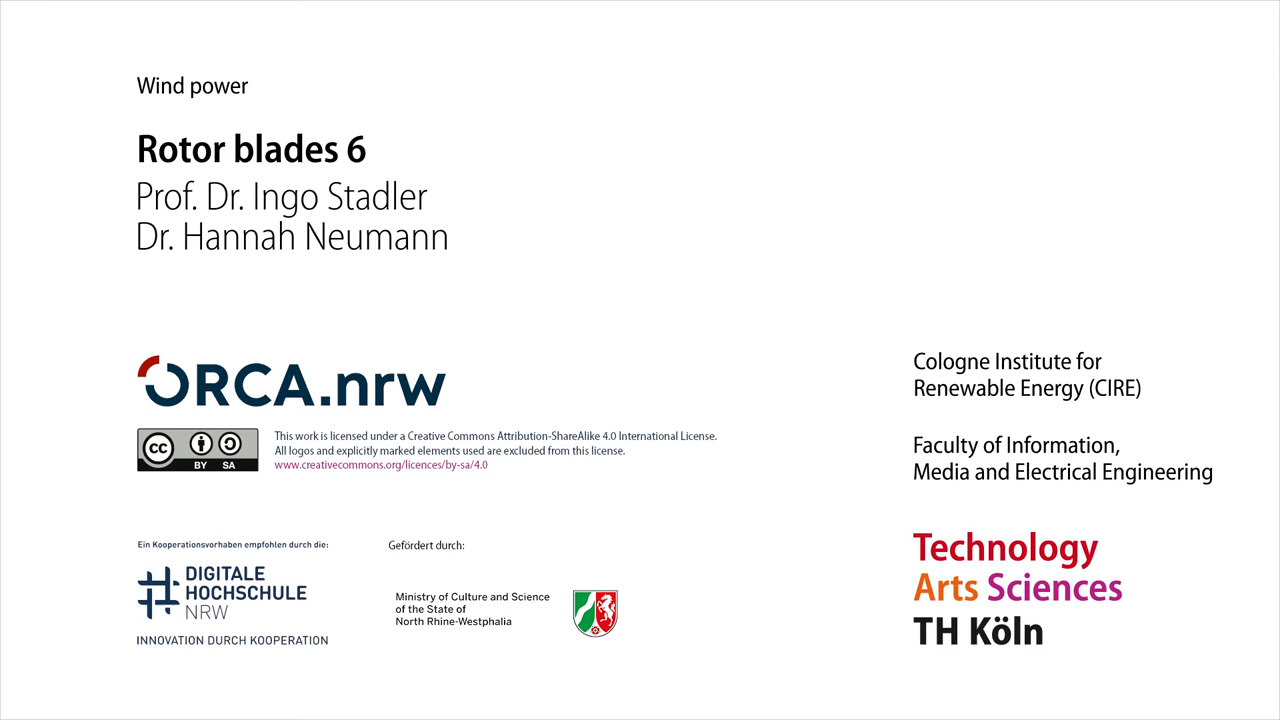 Wind power
Rotor blades 6
Prof. Dr. Ingo Stadler
Dr. Hannah Neumann
ORCA.nrw
cc BY SA
This work is licensed under a Creative Commons Attribution-ShareAlike 4.0 International License.
All logos and explicitly marked elements used are excluded from this license.
www.creativecommons.org/licences/by-sa/4.0
Cologne Institute for
Renewable Energy (CIRE)
Faculty of Information,
Media and Electrical Engineering
Ein Kooperationsvorhaben empfohlen durch die:
DIGITALE
HOCHSCHULE
NRW
INNOVATION DURCH KOOPERATION
Gefördert durch:
Ministry of Culture and Science
of the State of
North Rhine-Westphalia
Technology
Arts Sciences
TH Köln